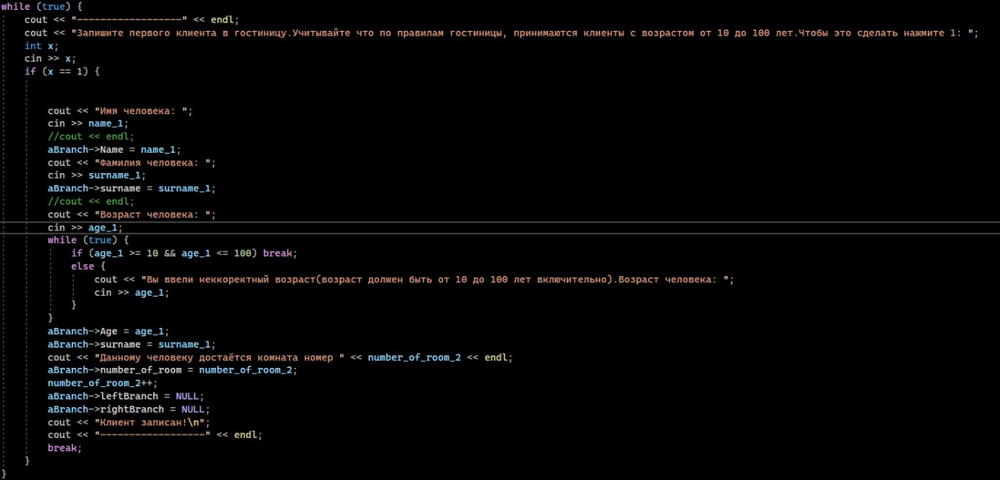 while (true) {
cout << "------------------" << endl;
cout << "Запишите первого клиента в гостиницу.Учитывайте что по правилам гостиницы, принимаются клиенты с возрастом от 10 до 100 лет.Чтобы это сделать нажмите 1: ";
int x;
cin >> x;
if (x == 1) {
cout << "Имя человека: ";
cin >> name_1;
//cout << endl;
aBranch->Name = name_1;
cout << "Фамилия человека: ";
cin >> surname_1;
aBranch->surname = surname_1;
//cout << endl;
cout << "Возраст человека: ";
cin >> age_1;
while (true) {
if (age_1 >= 10 && age_1 <= 100) break;
else {
cout << "Вы ввели неккоректный возраст(возраст должен быть от 10 до 100 лет включительно).Возраст человека: ";
cin >> age_1;
}
}
aBranch->Age = age_1;
aBranch->surname = surname_1;
cout << "Данному человеку достаётся комната номер " << number_of_room_2 << endl;
aBranch->number_of_room = number_of_room_2;
number_of_room_2++;
aBranch->leftBranch = NULL;
aBranch->rightBranch = NULL;
cout << "Клиент записан!\n";
cout << "------------------" << endl;
break;
}
}